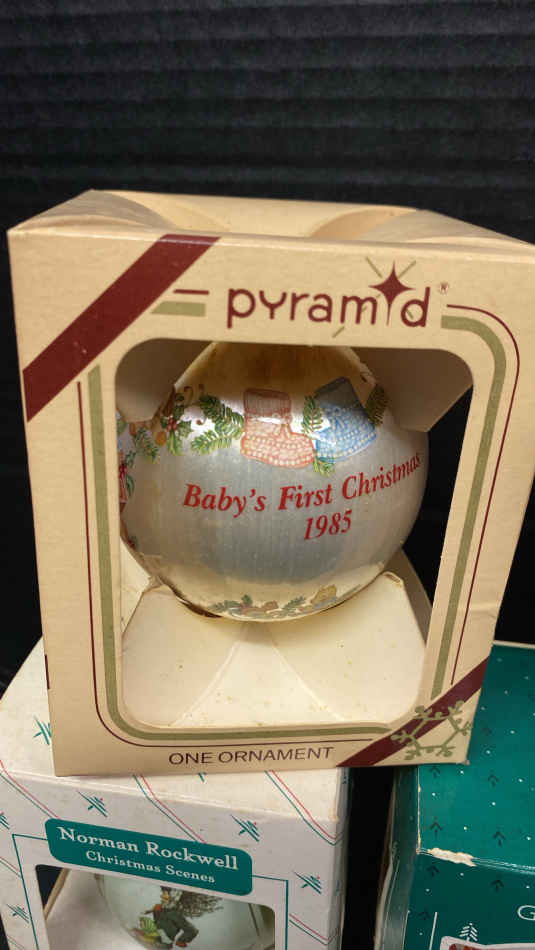 pyramid®
Baby's First Christmas
1985
ONE ORNAMENT
Norman Rockwell
Christmas Scenes
G